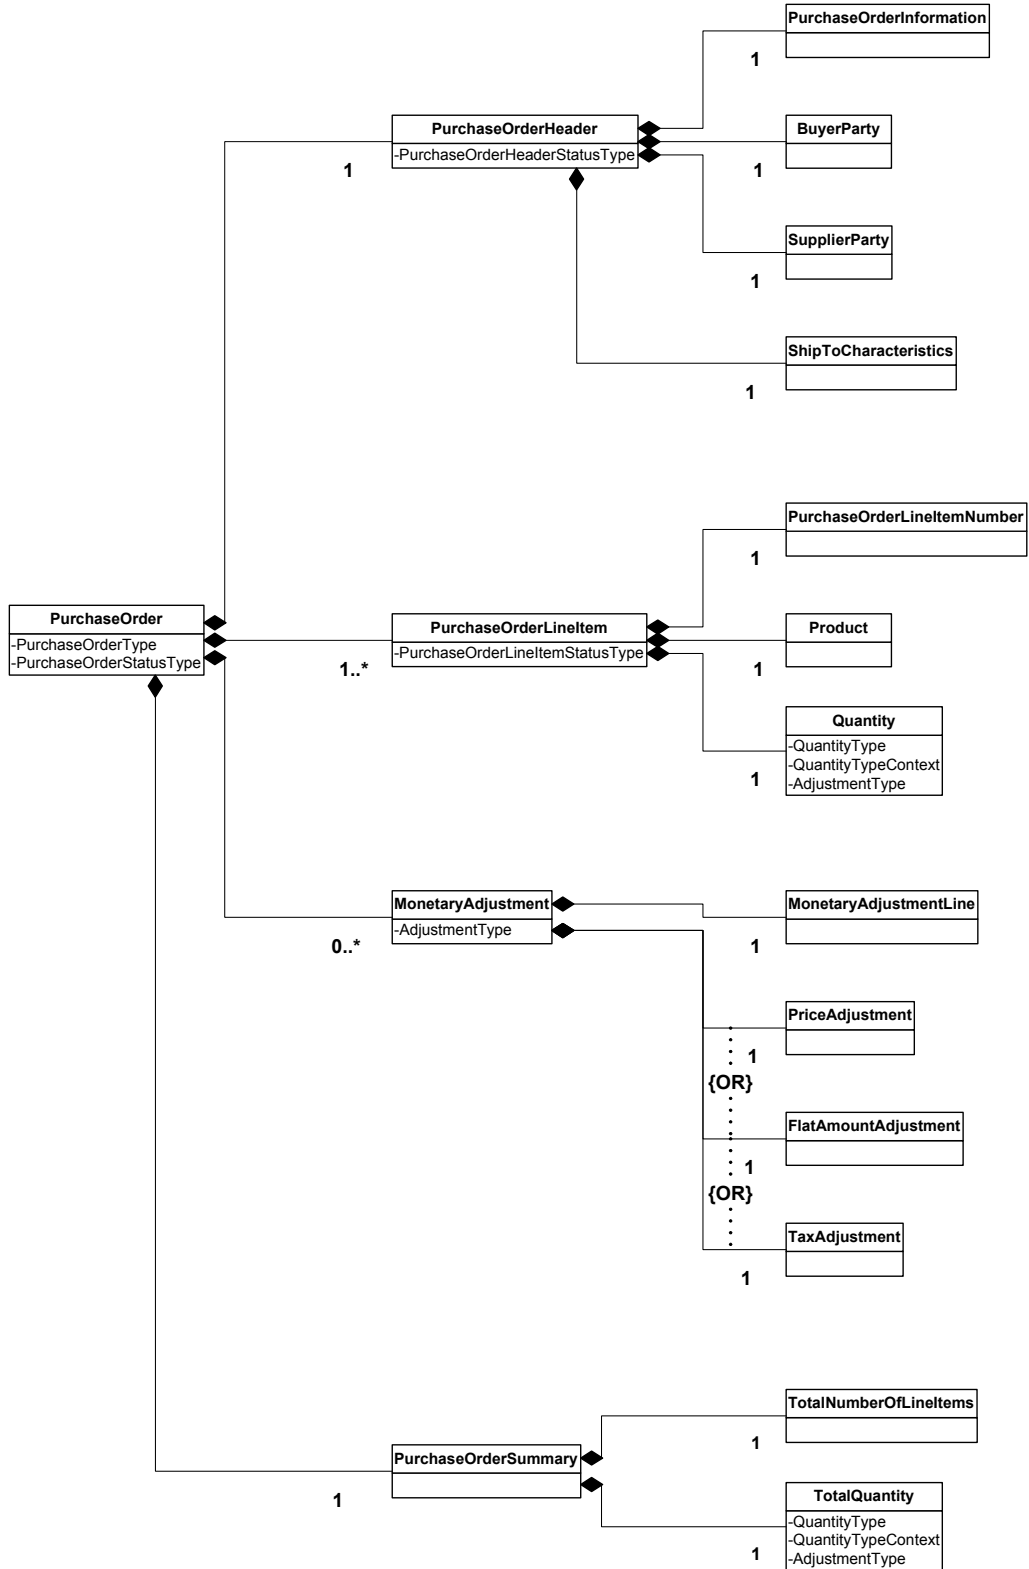 PurchaseOrderInformation
1
PurchaseOrderHeader
-PurchaseOrderHeaderStatusType
1
BuyerParty
1
SupplierParty
1
ShipToCharacteristics
1
PurchaseOrderLineItemNumber
1
PurchaseOrder
-PurchaseOrderType
-PurchaseOrderStatusType
PurchaseOrderLineItem
-PurchaseOrderLineItemStatusType
1..*
Product
1
Quantity
-QuantityType
-QuantityTypeContext
-AdjustmentType
1
MonetaryAdjustment
-AdjustmentType
0..*
MonetaryAdjustmentLine
1
PriceAdjustment
1
{OR}
FlatAmountAdjustment
1
{OR}
TaxAdjustment
1
TotalNumberOfLineItems
1
PurchaseOrderSummary
1
TotalQuantity
-QuantityType
-QuantityTypeContext
-AdjustmentType
1